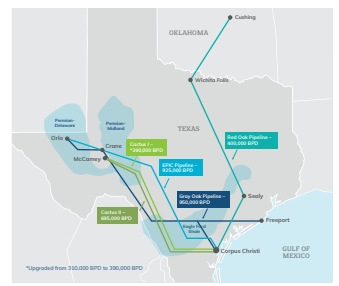 Cushing
OKLAHOMA
Wichita Falls
Permian-
Delaware
Permian-
Midland
TEXAS
Orla
Crane
McCamey
Cactus I –
*390,000 BPD
Red Oak Pipeline –
400,000 BPD
EPIC Pipeline –
925,000 BPD
Gray Oak Pipeline –
850,000 BPD
Sealy
Cactus II –
685,000 BPD
Freeport
Eagle Ford
Shale
Corpus Christi
GULF OF
MEXICO
*Upgraded from 310,000 BPD to 390,000 BPD